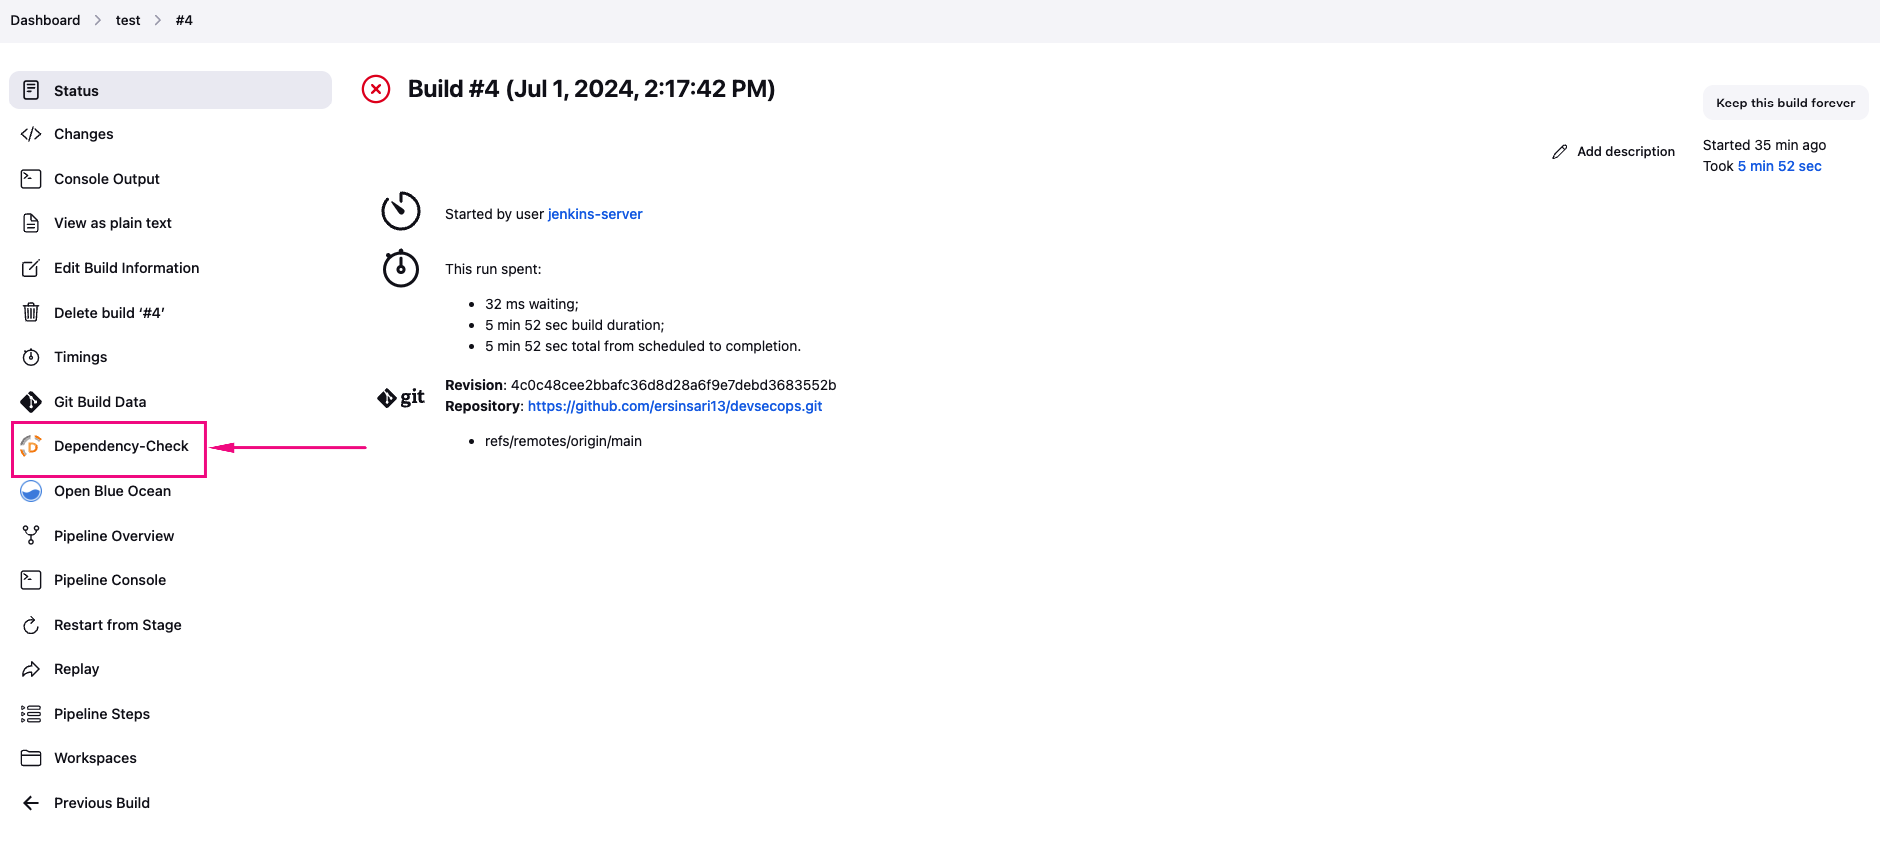 Dashboard > test > #4
Status
Changes
Console Output
View as plain text
Edit Build Information
Delete build ‘#4’
Timings
Git Build Data
Dependency-Check
Open Blue Ocean
Pipeline Overview
Pipeline Console
Restart from Stage
Replay
Pipeline Steps
Workspaces
Previous Build
Build #4 (Jul 1, 2024, 2:17:42 PM)
Keep this build forever
Add description
Started 35 min ago
Took 5 min 52 sec
Started by user jenkins-server
This run spent:
• 32 ms waiting;
• 5 min 52 sec build duration;
• 5 min 52 sec total from scheduled to completion.
git
Revision: 4c0c48cee2bbafc36d8d28a6f9e7debd3683552b
Repository: https://github.com/ersinsari13/devsecops.git
• refs/remotes/origin/main